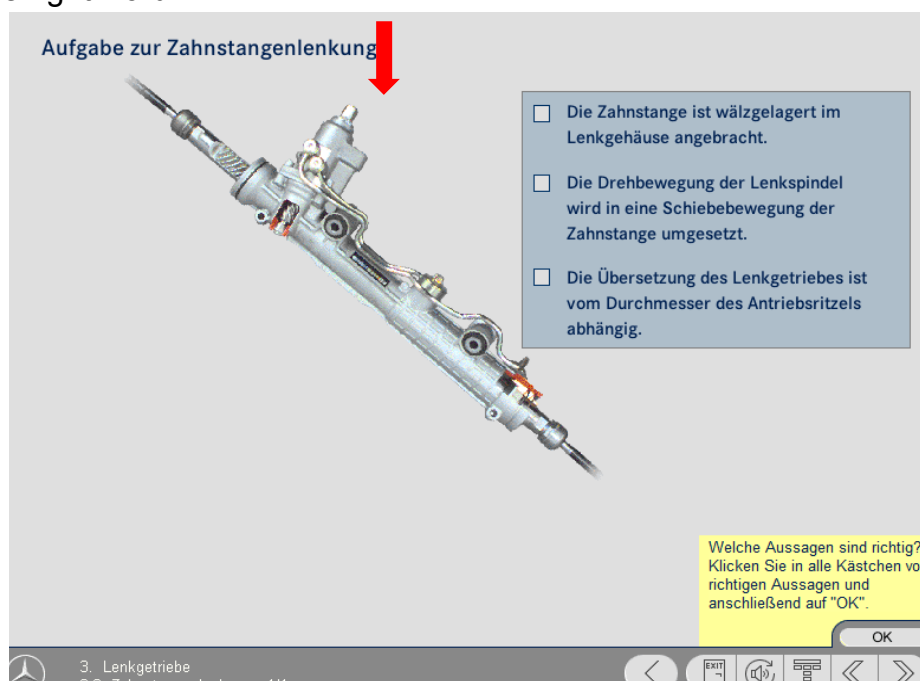 Aufgabe zur Zahnstangenlenkung
Die Zahnstange ist wälzgelagert im
Lenkgehäuse angebracht.
Die Drehbewegung der Lenkspindel
wird in eine Schiebebewegung der
Zahnstange umgesetzt.
Die Übersetzung des Lenkgetriebes ist
vom Durchmesser des Antriebsritzels
abhängig.
Welche Aussagen sind richtig?
Klicken Sie in alle Kästchen vo
richtigen Aussagen und
anschließend auf "OK".
OK
3. Lenkgetriebe
EXIT